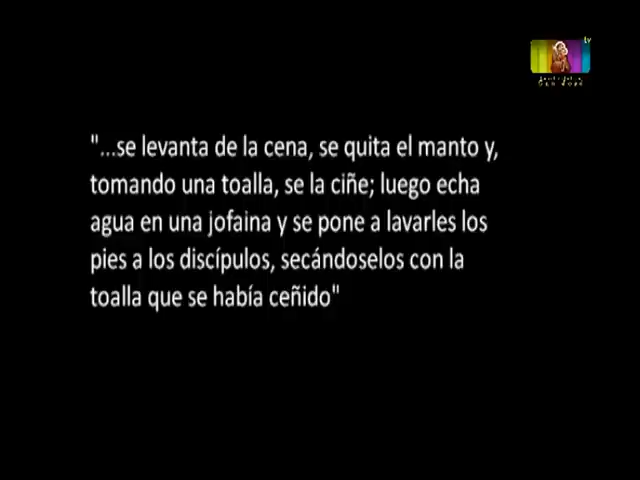 tv
"...se levanta de la cena, se quita el manto y,
tomando una toalla, se la ciñe; luego echa
agua en una jofaina y se pone a lavarles los
pies a los discípulos, secándoselos con la
toalla que se había ceñido"